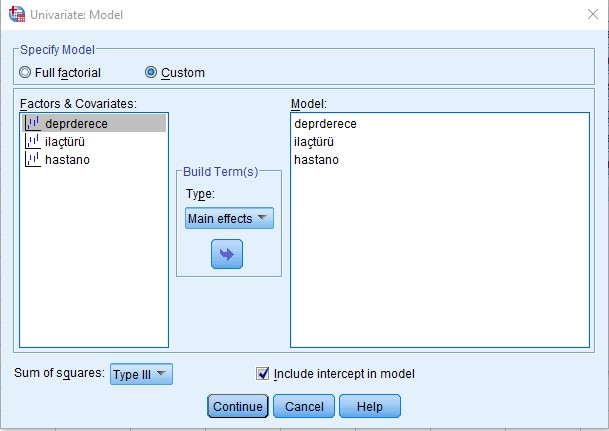 Univariate: Model
Specify Model
Full factorial
Custom
Factors & Covariates:
deprderece
ilaçtürü
hastano
Build Term(s)
Type:
Main effects
Model:
deprderece
ilaçtürü
hastano
Sum of squares:
Type III
Include intercept in model
Continue
Cancel
Help